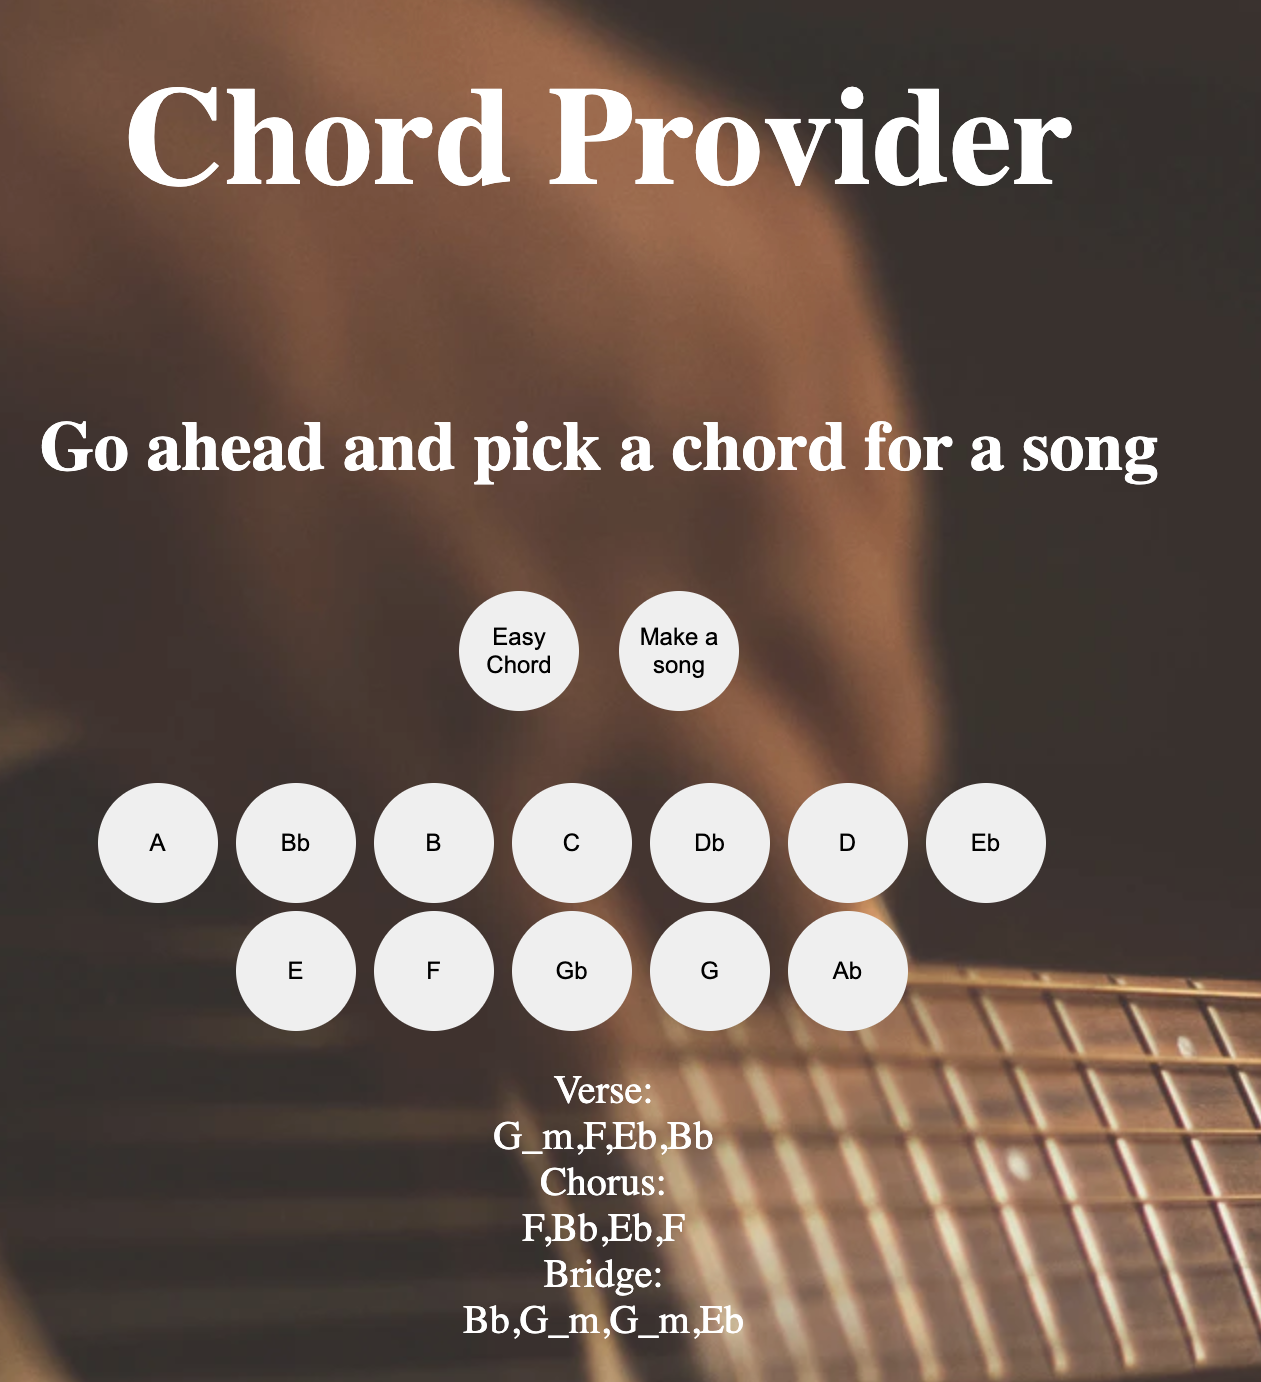 Chord Provider
Go ahead and pick a chord for a song
Easy
Chord
Make a
song
A Bb B C Db D Eb
E F Gb G Ab
Verse:
G_m,F,Eb,Bb
Chorus:
F,Bb,Eb,F
Bridge:
Bb,G_m,G_m,Eb